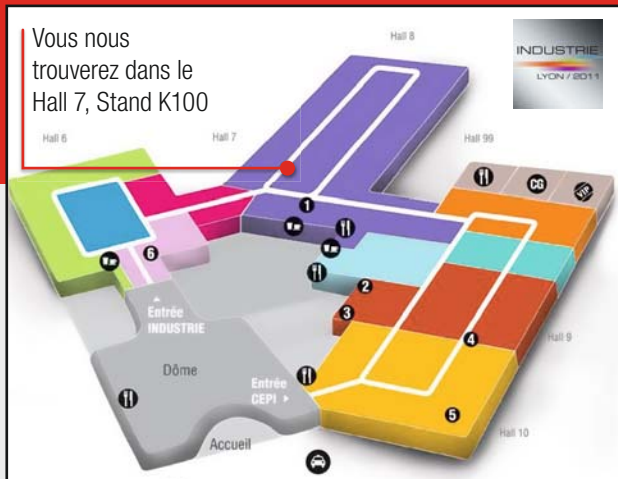 Vous nous
trouverez dans le
Hall 7, Stand K100
INDUSTRIE
LYON / 2011
Hall 8
Hall 6
Hall 7
Hall 99
CG
VIP
1
6
2
Entrée
INDUSTRIE
3
4
Hall 9
Dôme
Entrée
CEPI
5
Hall 10
Accueil